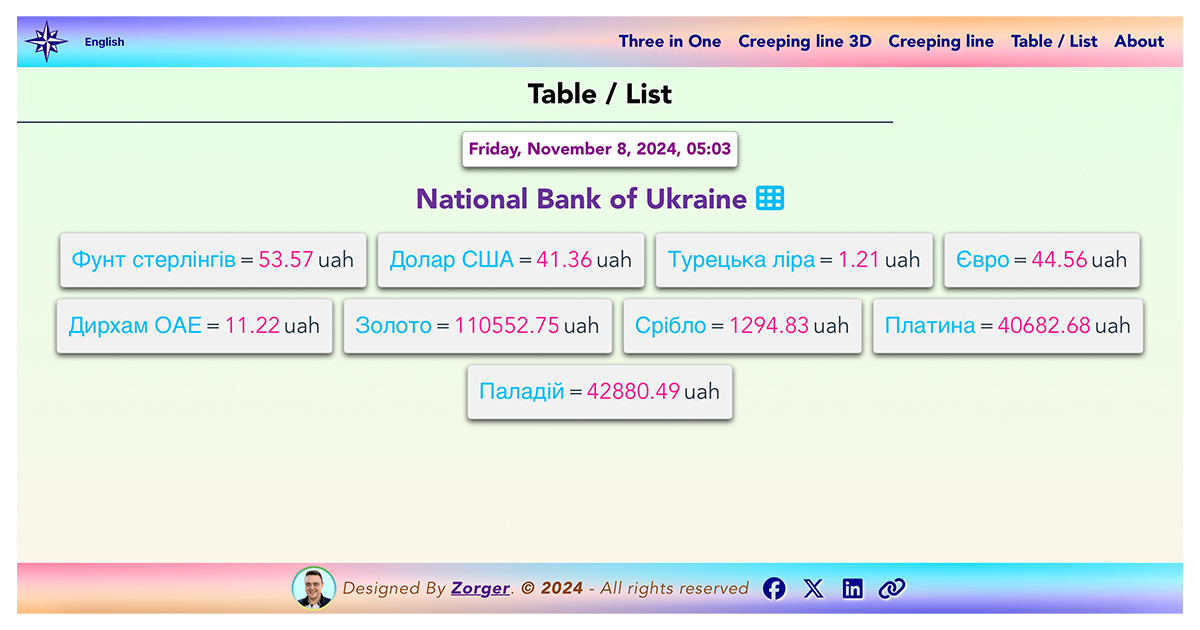 English Three in One Creeping line 3D Creeping line Table / List About
Table / List
Friday, November 8, 2024, 05:03
National Bank of Ukraine
Фунт стерлінгів = 53.57 uah Долар США = 41.36 uah Турецька ліра = 1.21 uah Євро = 44.56 uah
Дирхам ОАЕ = 11.22 uah Золото = 110552.75 uah Срібло = 1294.83 uah Платина = 40682.68 uah
Паладій = 42880.49 uah
Designed By Zorger. © 2024 - All rights reserved